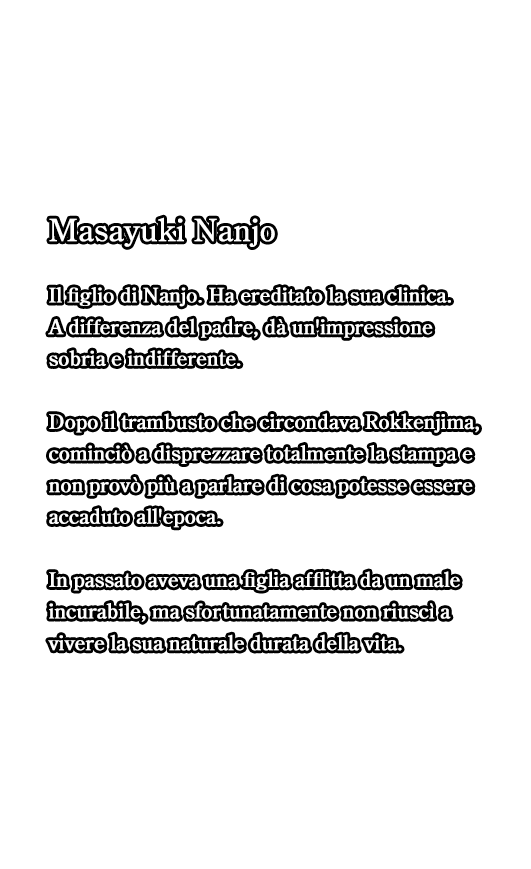 Masayuki Nanjo
Il figlio di Nanjo. Ha ereditato la sua clinica.
A differenza del padre, dà un'impressione
sobria e indifferente.
Dopo il trambusto che circondava Rokkenjima,
cominciò a disprezzare totalmente la stampa e
non provò più a parlare di cosa potesse essere
accaduto all'epoca.
In passato aveva una figlia afflitta da un male
incurabile, ma sfortunatamente non riuscì a
vivere la sua naturale durata della vita.